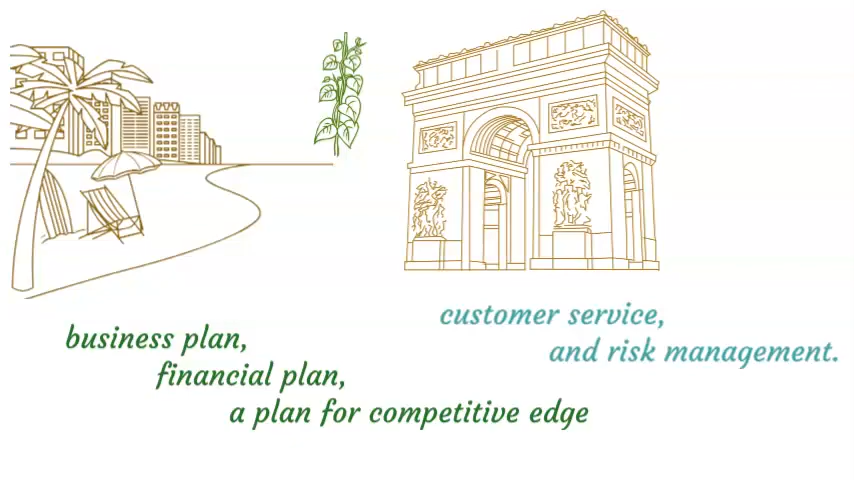 business plan,
financial plan,
a plan for competitive edge
customer service,
and risk management.